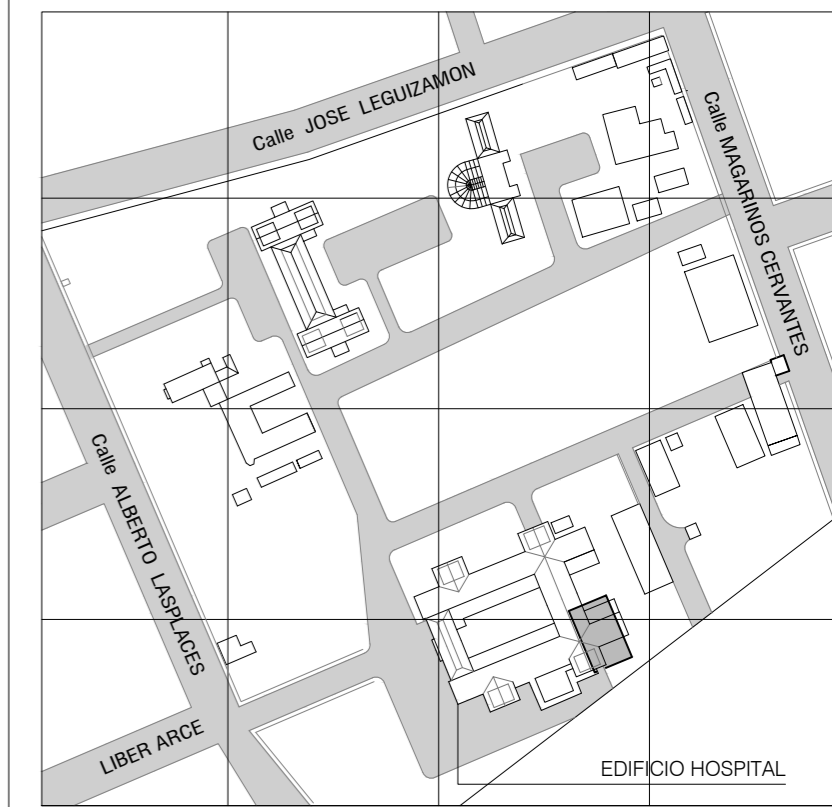 Calle JOSE LEGUIZAMON
Calle MAGARINOS CERVANTES
Calle ALBERTO LASPLACES
LIBER ARCE
EDIFICIO HOSPITAL